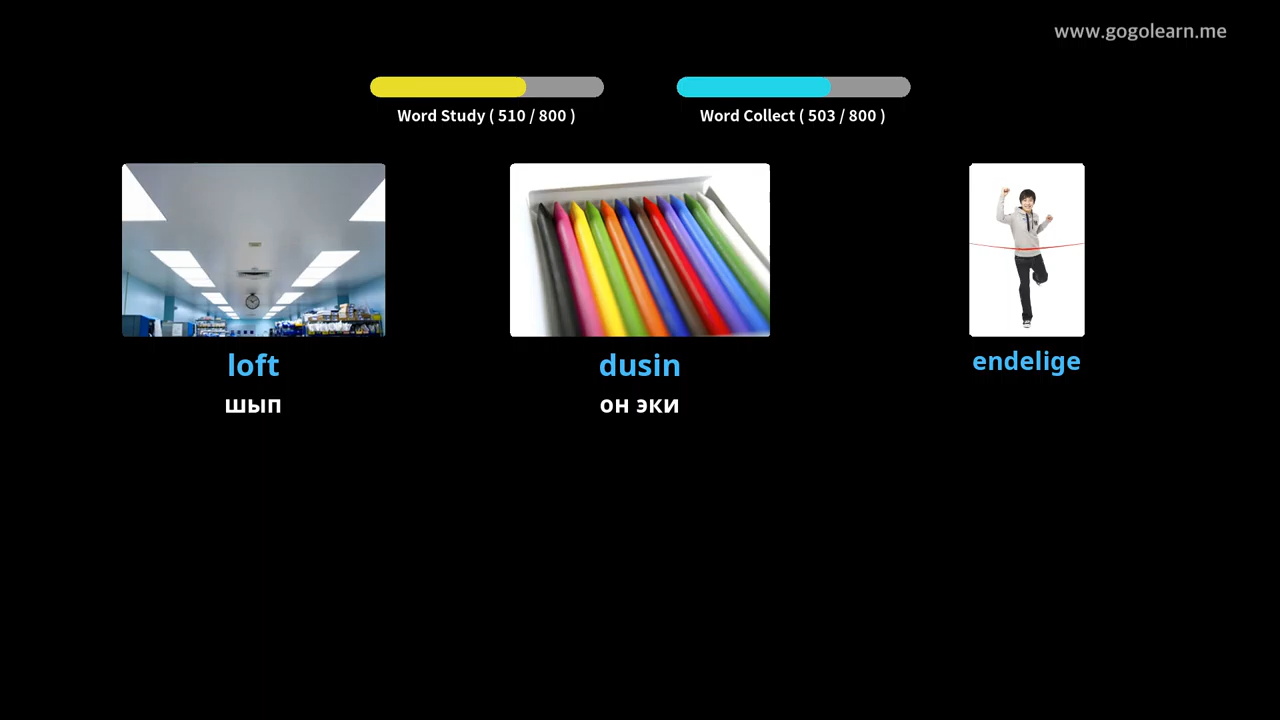 www.gogolearn.me
Word Study ( 510 / 800 )
Word Collect ( 503 / 800 )
loft
dusin
endelige
шып
он эки